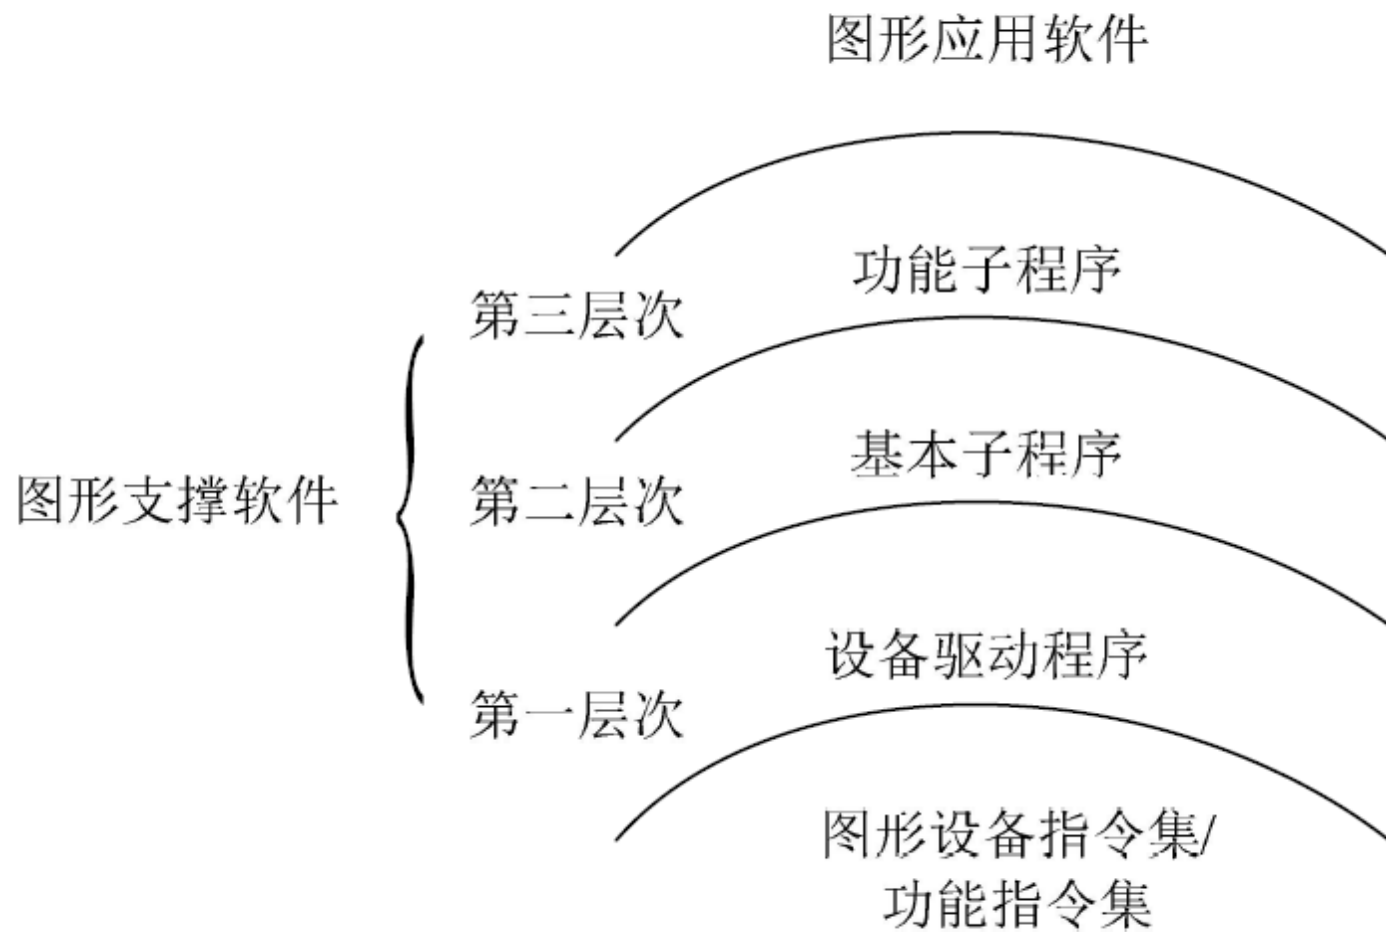 图形应用软件
功能子程序
第三层次
基本子程序
图形支撑软件
第二层次
设备驱动程序
第一层次
图形设备指令集/
功能指令集